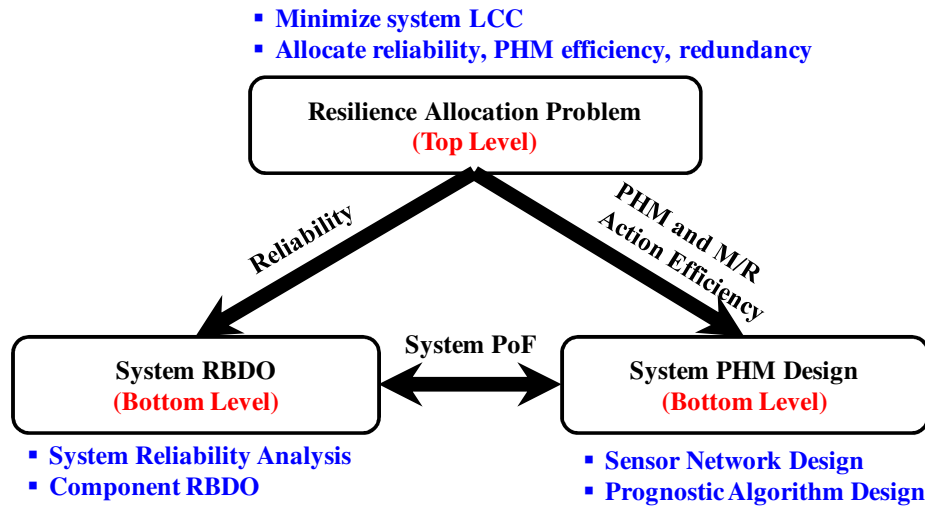 ▪ Minimize system LCC
▪ Allocate reliability, PHM efficiency, redundancy
Resilience Allocation Problem
(Top Level)
Reliability
PHM and M/R
Action Efficiency
System RBDO
(Bottom Level)
System PoF
System PHM Design
(Bottom Level)
▪ System Reliability Analysis
▪ Component RBDO
▪ Sensor Network Design
▪ Prognostic Algorithm Design